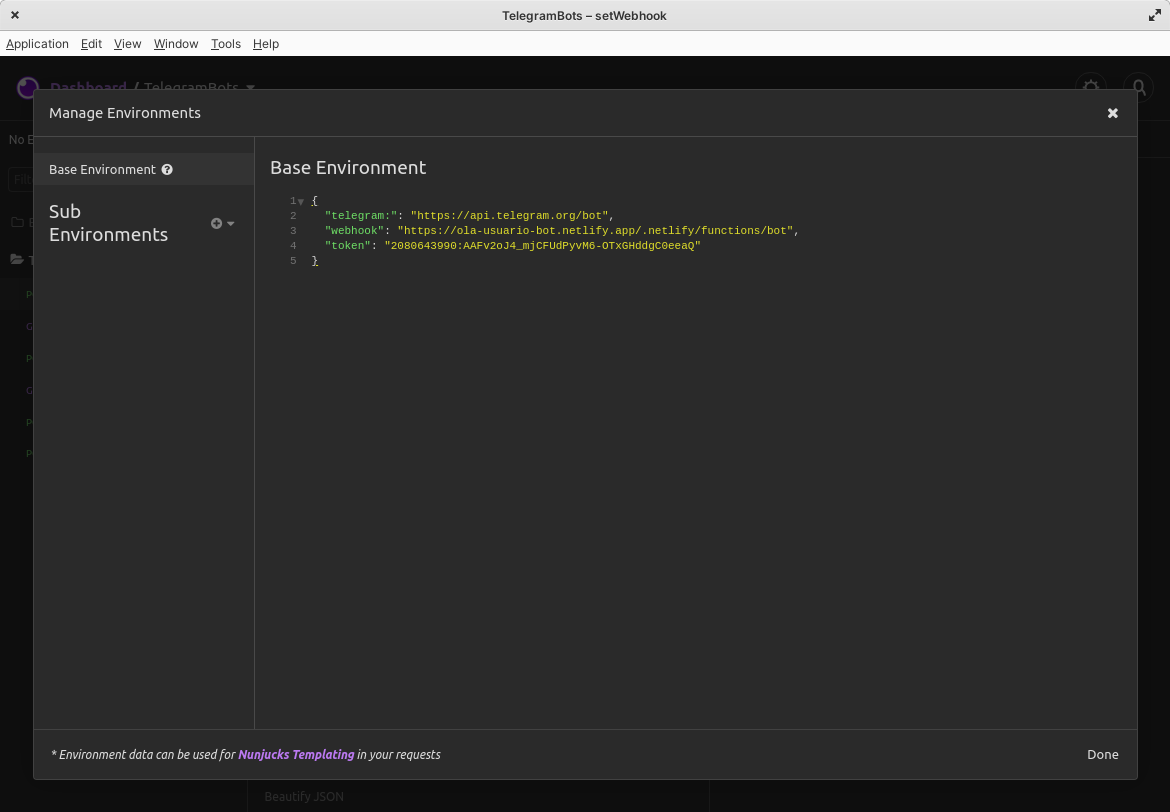 TelegramBots – setWebhook
Application Edit View Window Tools Help
Dashboard / TelegramBots
Manage Environments
No E
Base Environment
Base Environment
Sub
Environments
1 {
2 "telegram:": "https://api.telegram.org/bot",
3 "webhook": "https://ola-usuario-bot.netlify.app/.netlify/functions/bot",
4 "token": "2080643990:AAFv2oJ4_mjCFUdPyvM6-OTxGHddgC0eeaQ"
5 }
* Environment data can be used for Nunjucks Templating in your requests
Done
Beautify JSON